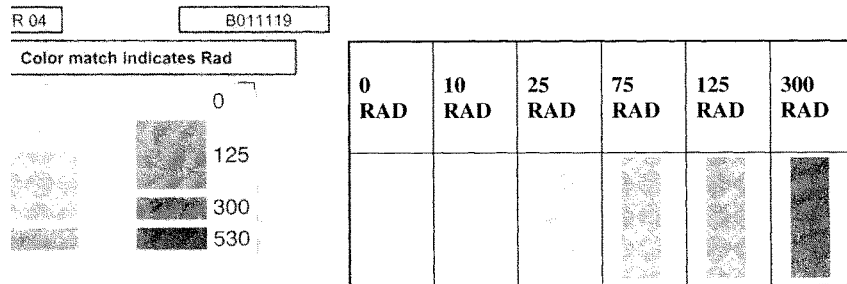 R 04
B011119
Color match indicates Rad
0
125
300
530
0 RAD
10 RAD
25 RAD
75 RAD
125 RAD
300 RAD